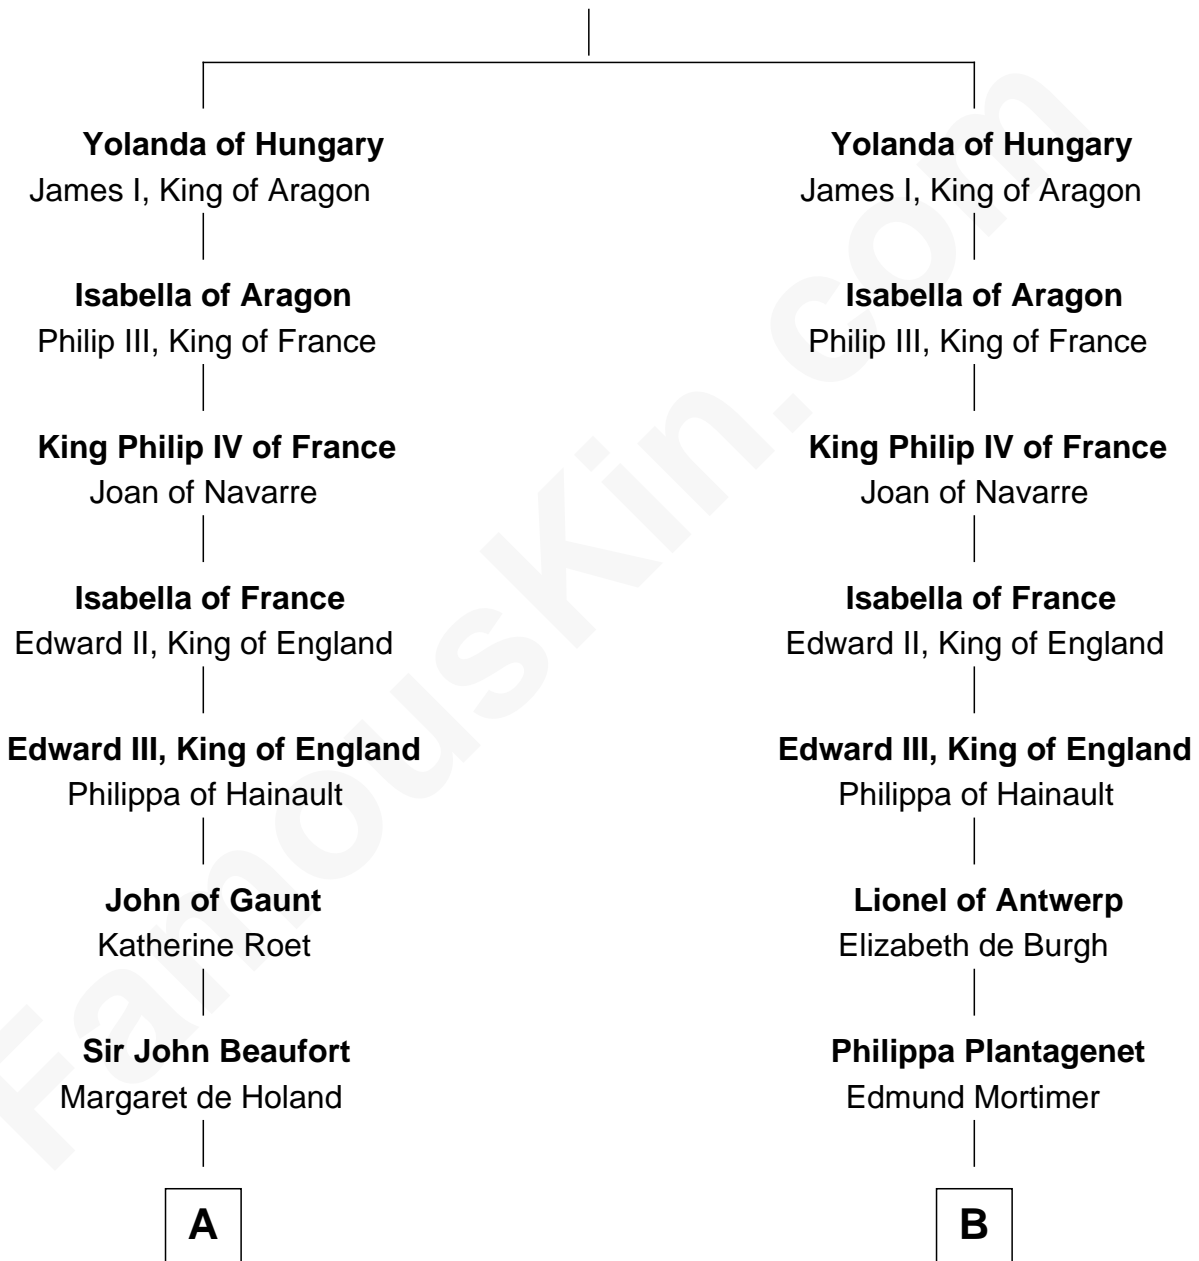 Yolanda of Hungary
James I, King of Aragon
Isabella of Aragon
Philip III, King of France
King Philip IV of France
Joan of Navarre
Isabella of France
Edward II, King of England
Edward III, King of England
Philippa of Hainault
John of Gaunt
Katherine Roet
Sir John Beaufort
Margaret de Holand
A
Yolanda of Hungary
James I, King of Aragon
Isabella of Aragon
Philip III, King of France
King Philip IV of France
Joan of Navarre
Isabella of France
Edward II, King of England
Edward III, King of England
Philippa of Hainault
Lionel of Antwerp
Elizabeth de Burgh
Philippa Plantagenet
Edmund Mortimer
B
FamousKin.com